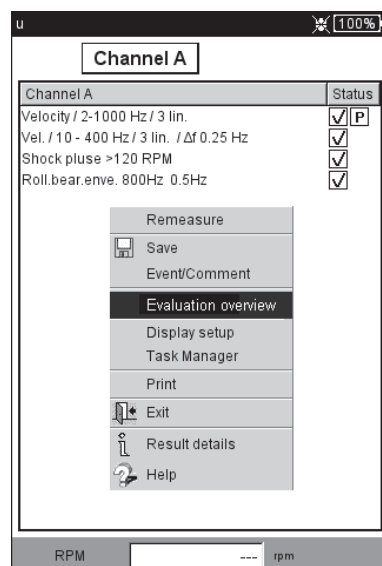 u 100%
Channel A
Channel A Status
Velocity / 2-1000 Hz / 3 lin. P
Vel. / 10 - 400 Hz / 3 lin. / Δf 0.25 Hz
Shock pluse >120 RPM
Roll.bear.enve. 800Hz 0.5Hz
Remeasure
Save
Event/Comment
Evaluation overview
Display setup
Task Manager
Print
Exit
Result details
Help
RPM --- rpm